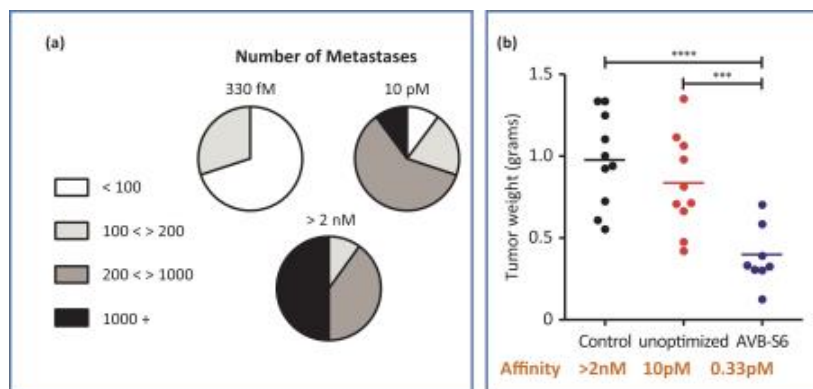 (a)
Number of Metastases
330 fM
10 pM
> 2 nM
< 100
100 < > 200
200 < > 1000
1000 +
(b)
****
***
Tumor weight (grams)
1.5
1.0
0.5
0
Control unoptimized AVB-S6
Affinity >2nM 10pM 0.33pM